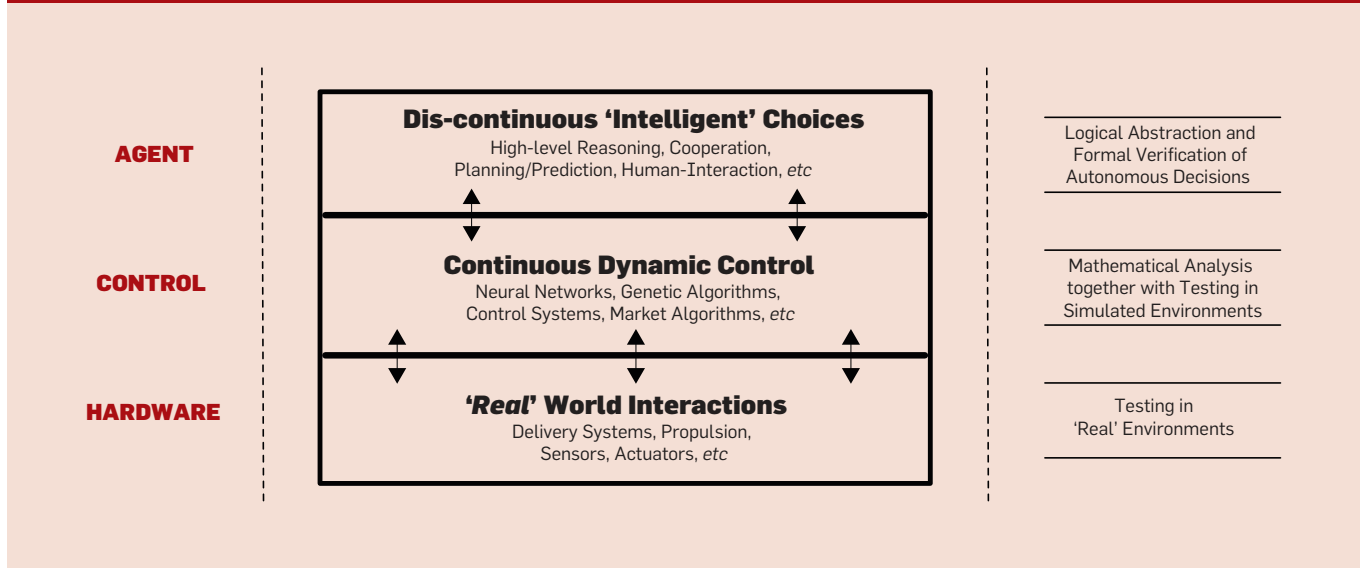 AGENT
Dis-continuous ‘Intelligent’ Choices
High-level Reasoning, Cooperation,
Planning/Prediction, Human-Interaction, etc
Logical Abstraction and
Formal Verification of
Autonomous Decisions
CONTROL
Continuous Dynamic Control
Neural Networks, Genetic Algorithms,
Control Systems, Market Algorithms, etc
Mathematical Analysis
together with Testing in
Simulated Environments
HARDWARE
‘Real’ World Interactions
Delivery Systems, Propulsion,
Sensors, Actuators, etc
Testing in
‘Real’ Environments